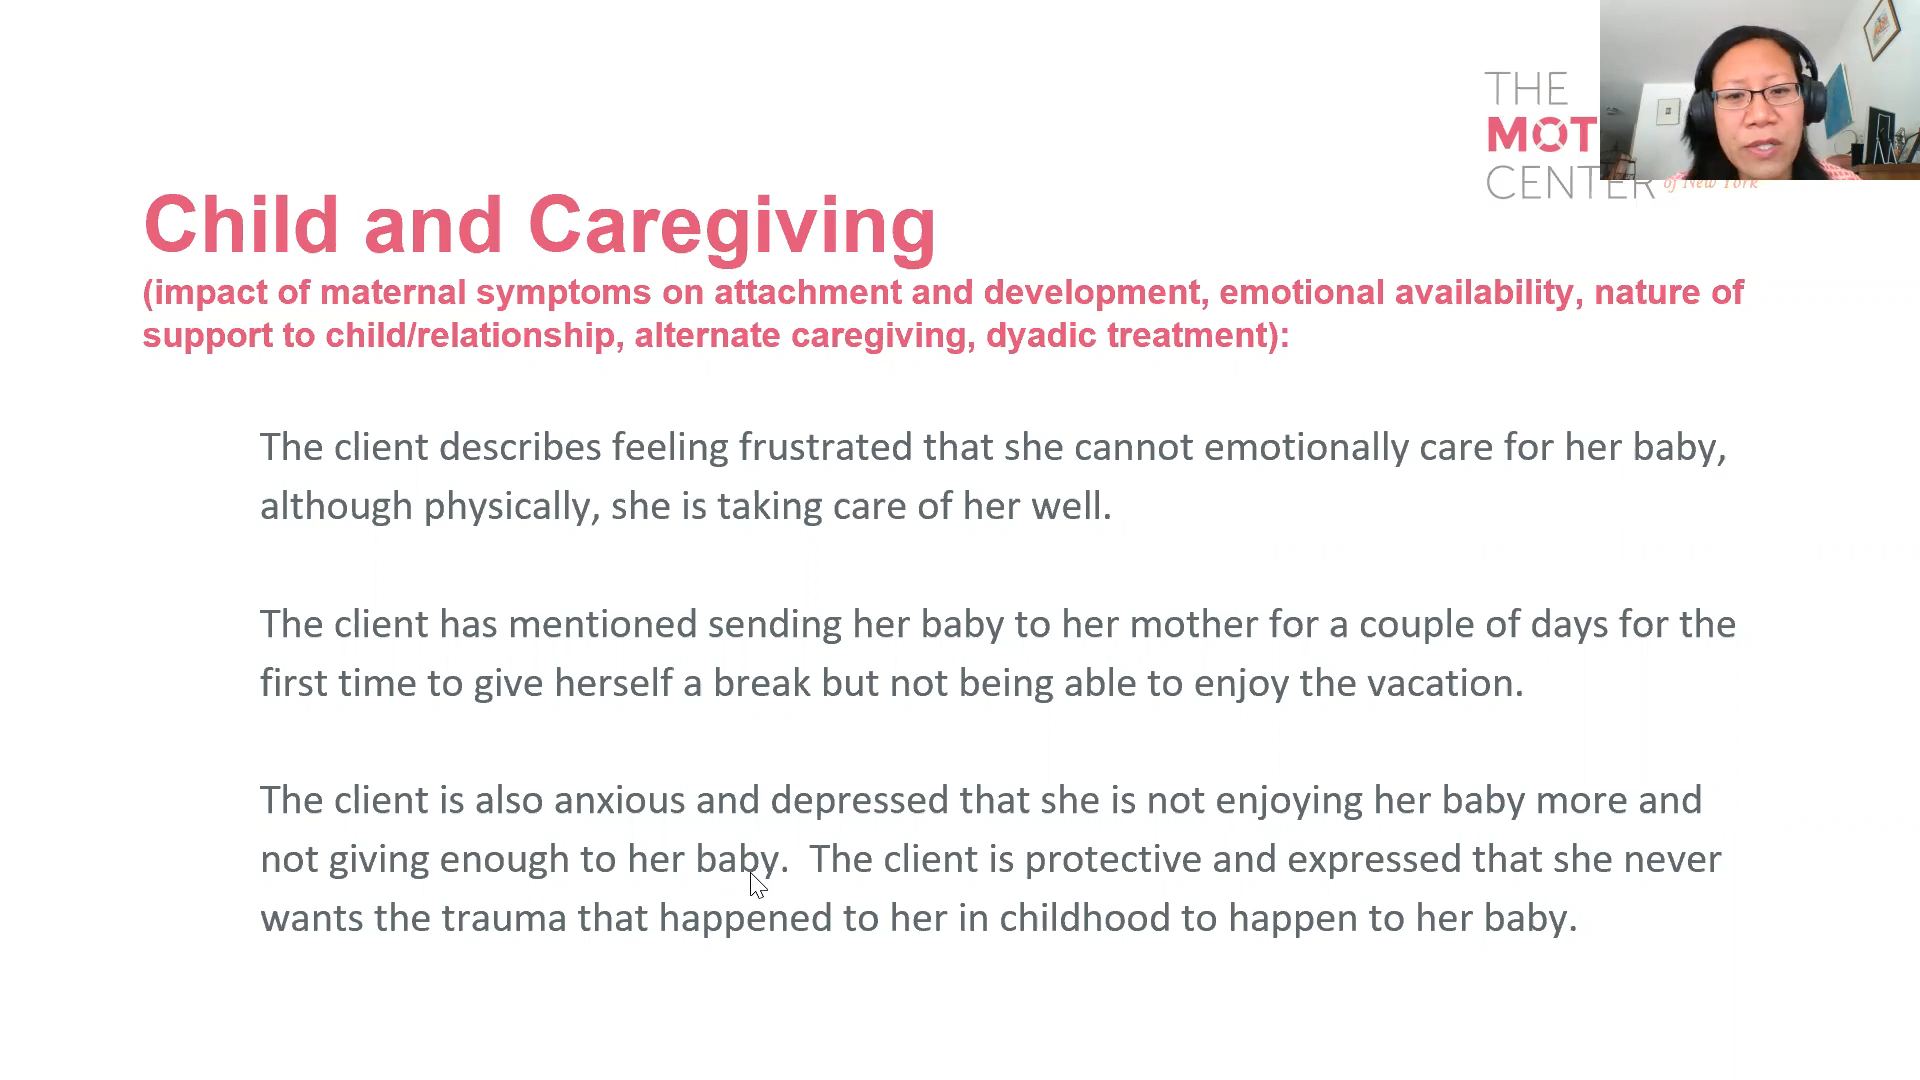 THE
MOT
CENTER
of New York
Child and Caregiving
(impact of maternal symptoms on attachment and development, emotional availability, nature of
support to child/relationship, alternate caregiving, dyadic treatment):
The client describes feeling frustrated that she cannot emotionally care for her baby,
although physically, she is taking care of her well.
The client has mentioned sending her baby to her mother for a couple of days for the
first time to give herself a break but not being able to enjoy the vacation.
The client is also anxious and depressed that she is not enjoying her baby more and
not giving enough to her baby.  The client is protective and expressed that she never
wants the trauma that happened to her in childhood to happen to her baby.